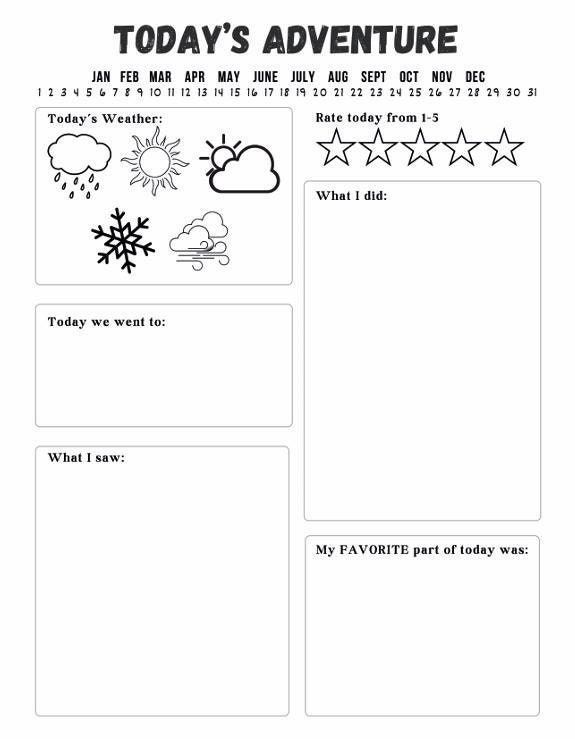 TODAY'S ADVENTURE
JAN FEB MAR APR MAY JUNE JULY AUG SEPT OCT NOV DEC
1 2 3 4 5 6 7 8 9 10 11 12 13 14 15 16 17 18 19 20 21 22 23 24 25 26 27 28 29 30 31
Today's Weather:
Rate today from 1-5
What I did:
Today we went to:
What I saw:
My FAVORITE part of today was: